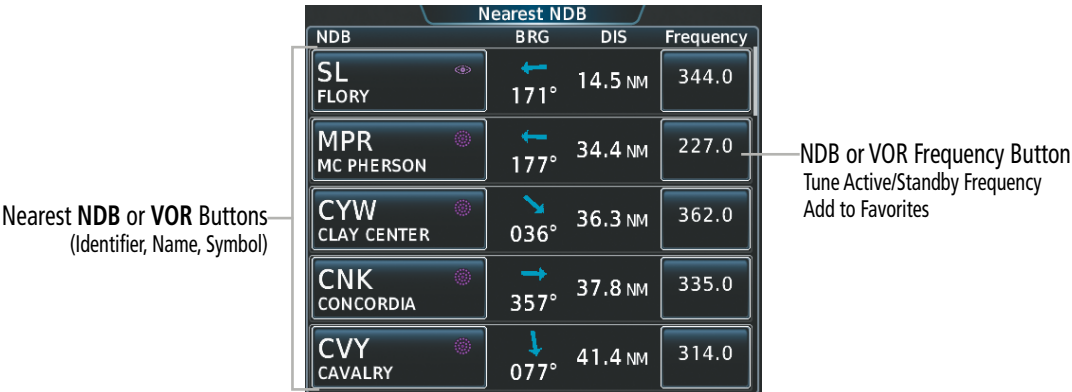 Nearest NDB
NDB BRG DIS Frequency
SL
FLORY
171°
14.5 NM
344.0
MPR
MC PHERSON
177°
34.4 NM
227.0
CYW
CLAY CENTER
036°
36.3 NM
362.0
CNK
CONCORDIA
357°
37.8 NM
335.0
CVY
CAVALRY
077°
41.4 NM
314.0
Nearest NDB or VOR Buttons
(Identifier, Name, Symbol)
NDB or VOR Frequency Button
Tune Active/Standby Frequency
Add to Favorites